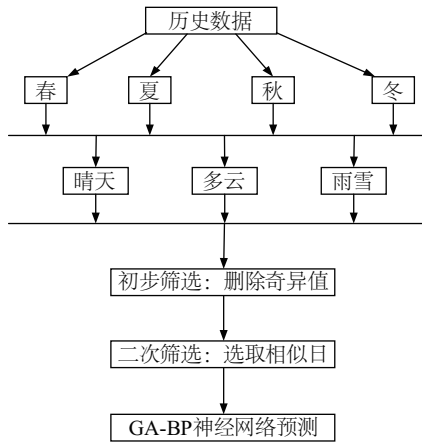 历史数据
春 夏 秋 冬
晴天 多云 雨雪
初步筛选：删除奇异值
二次筛选：选取相似日
GA-BP神经网络预测